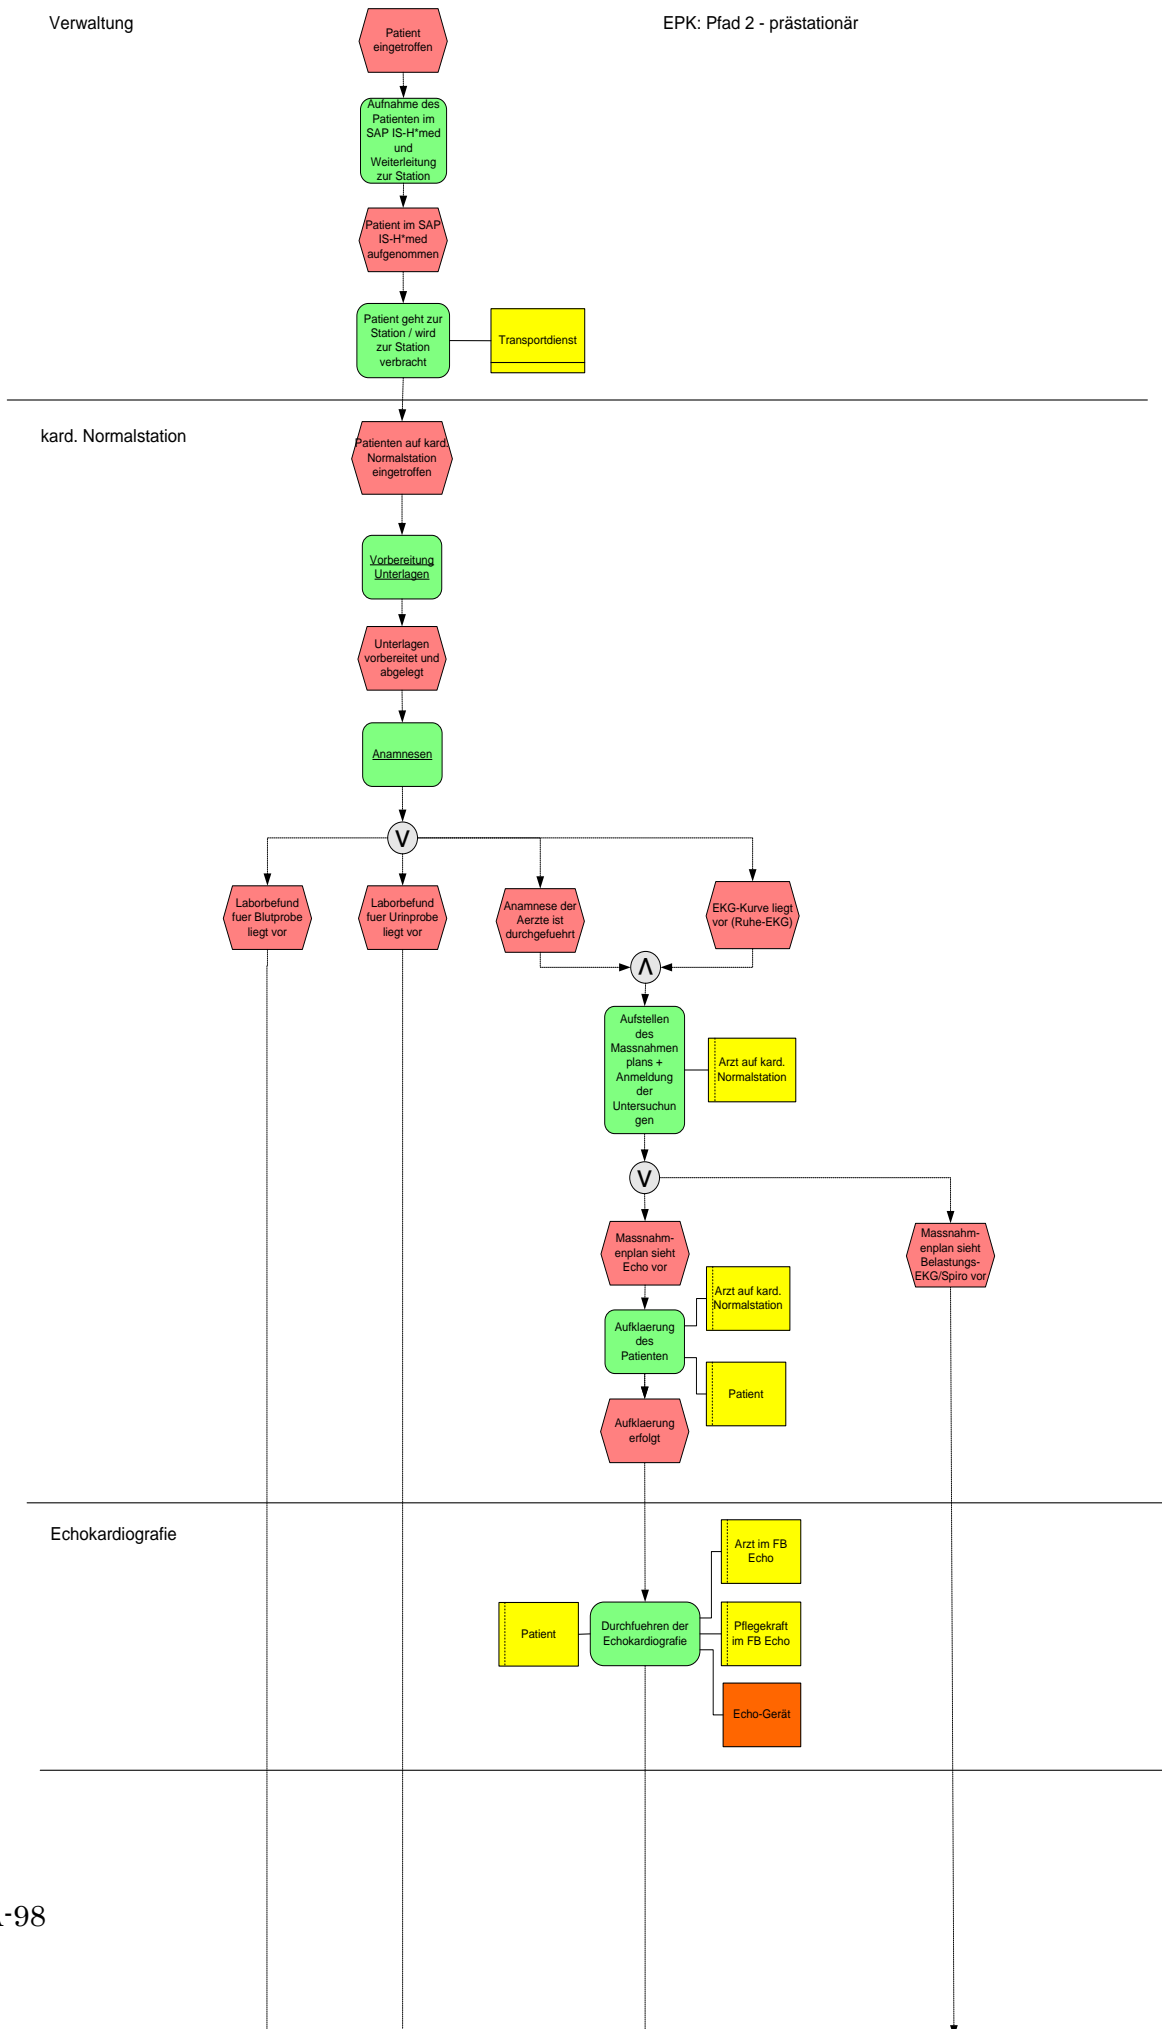 Verwaltung
EPK: Pfad 2 - prästationär
Patient
eingetroffen
Aufnahme des
Patienten im
SAP IS-H*med
und
Weiterleitung
zur Station
Patient im SAP
IS-H*med
aufgenommen
Patient geht zur
Station / wird
zur Station
verbracht
Transportdienst
kard. Normalstation
Patienten auf kard.
Normalstation
eingetroffen
Vorbereitung
Unterlagen
Unterlagen
vorbereitet und
abgelegt
Anamnesen
V
Laborbefund
fuer Blutprobe
liegt vor
Laborbefund
fuer Urinprobe
liegt vor
Anamnese der
Aerzte ist
durchgefuehrt
EKG-Kurve liegt
vor (Ruhe-EKG)
Λ
Aufstellen
des
Massnahmen
plans +
Anmeldung
der
Untersuchun
gen
Arzt auf kard.
Normalstation
V
Massnahm-
enplan sieht
Echo vor
Massnahm-
enplan sieht
Belastungs-
EKG/Spiro vor
Aufklaerung
des
Patienten
Arzt auf kard.
Normalstation
Patient
Aufklaerung
erfolgt
Echokardiografie
Arzt im FB
Echo
Patient
Durchfuehren der
Echokardiografie
Pflegekraft
im FB Echo
Echo-Gerät
-98